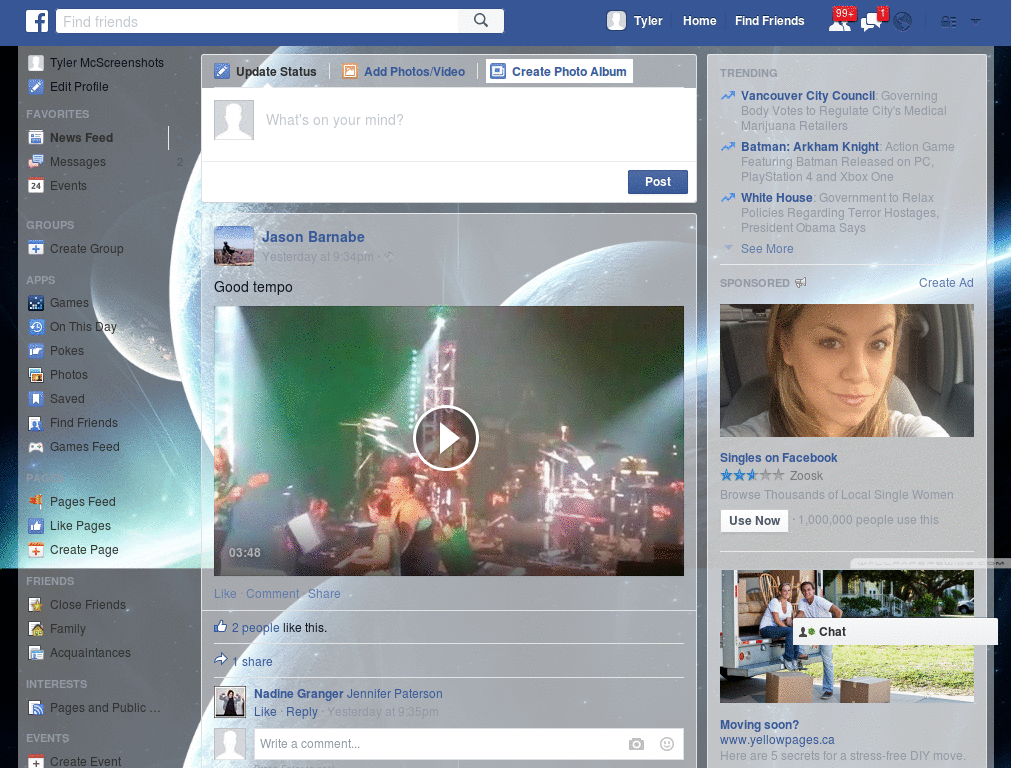 Find friends
Tyler
Home
Find Friends
99+
1
Tyler McScreenshots
Edit Profile
FAVORITES
News Feed
Messages 2
24 Events
GROUPS
Create Group
APPS
Games
On This Day
Pokes
Photos
Saved
Find Friends
Games Feed
PAGES
Pages Feed
Like Pages
Create Page
FRIENDS
Close Friends
Family
Acquaintances
INTERESTS
Pages and Public ...
EVENTS
Create Event
Update Status
Add Photos/Video
Create Photo Album
What's on your mind?
Post
Jason Barnabe
Yesterday at 9:34pm ·
Good tempo
03:48
Like · Comment · Share
2 people like this.
1 share
Nadine Granger Jennifer Paterson
Like · Reply · Yesterday at 9:35pm
Write a comment...
TRENDING
Vancouver City Council: Governing
Body Votes to Regulate City's Medical
Marijuana Retailers
Batman: Arkham Knight: Action Game
Featuring Batman Released on PC,
PlayStation 4 and Xbox One
White House: Government to Relax
Policies Regarding Terror Hostages,
President Obama Says
See More
SPONSORED
Create Ad
Singles on Facebook
Zoosk
Browse Thousands of Local Single Women
Use Now · 1,000,000 people use this
Chat
Moving soon?
www.yellowpages.ca
Here are 5 secrets for a stress-free DIY move.